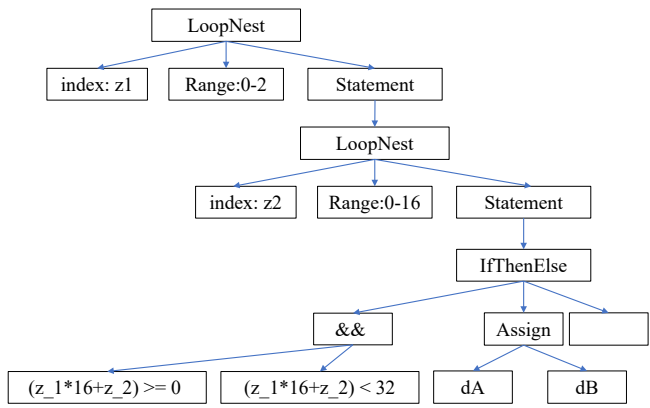 LoopNest
index: z1
Range:0-2
Statement
LoopNest
index: z2
Range:0-16
Statement
IfThenElse
&&
Assign
(z_1*16+z_2) >= 0
(z_1*16+z_2) < 32
dA
dB